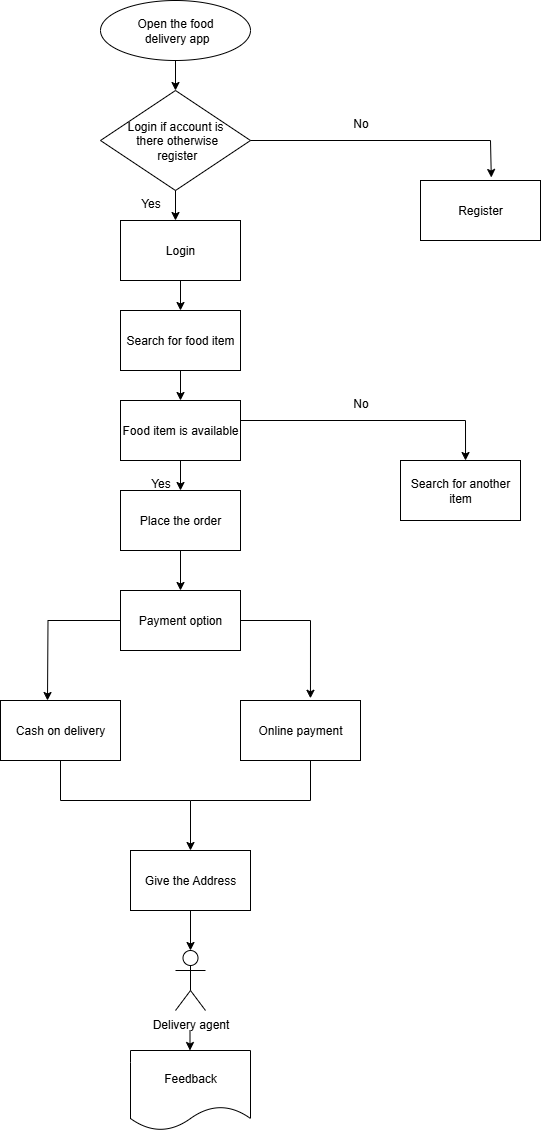 Open the food
delivery app
Login if account is
there otherwise
register
No
Yes
Register
Login
Search for food item
Food item is available
No
Yes
Search for another
item
Place the order
Payment option
Cash on delivery
Online payment
Give the Address
Delivery agent
Feedback